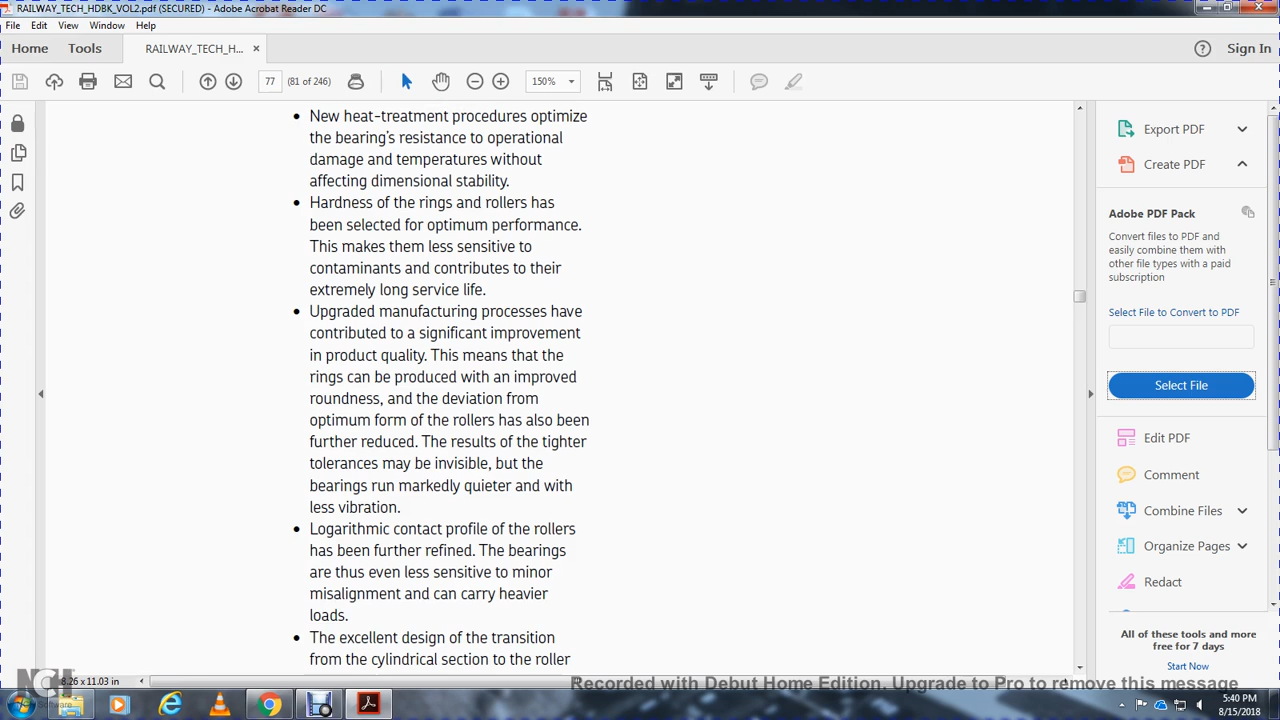 RAILWAY_TECH_HDBK_VOL2.pdf (SECURED) - Adobe Acrobat Reader DC
File Edit View Window Help
Home Tools RAILWAY_TECH_H... × Sign In
77 (81 of 246) 150%
• New heat-treatment procedures optimize
the bearing's resistance to operational
damage and temperatures without
affecting dimensional stability.
• Hardness of the rings and rollers has
been selected for optimum performance.
This makes them less sensitive to
contaminants and contributes to their
extremely long service life.
• Upgraded manufacturing processes have
contributed to a significant improvement
in product quality. This means that the
rings can be produced with an improved
roundness, and the deviation from
optimum form of the rollers has also been
further reduced. The results of the tighter
tolerances may be invisible, but the
bearings run markedly quieter and with
less vibration.
• Logarithmic contact profile of the rollers
has been further refined. The bearings
are thus even less sensitive to minor
misalignment and can carry heavier
loads.
• The excellent design of the transition
from the cylindrical section to the roller
Export PDF
Create PDF
Adobe PDF Pack
Convert files to PDF and
easily combine them with
other file types with a paid
subscription
Select File to Convert to PDF
Select File
Edit PDF
Comment
Combine Files
Organize Pages
Redact
All of these tools and more
free for 7 days
Start Now
8.26 x 11.03 in
NCH
Software
Recorded with Debut Home Edition. Upgrade to Pro to remove this message
5:40 PM
8/15/2018